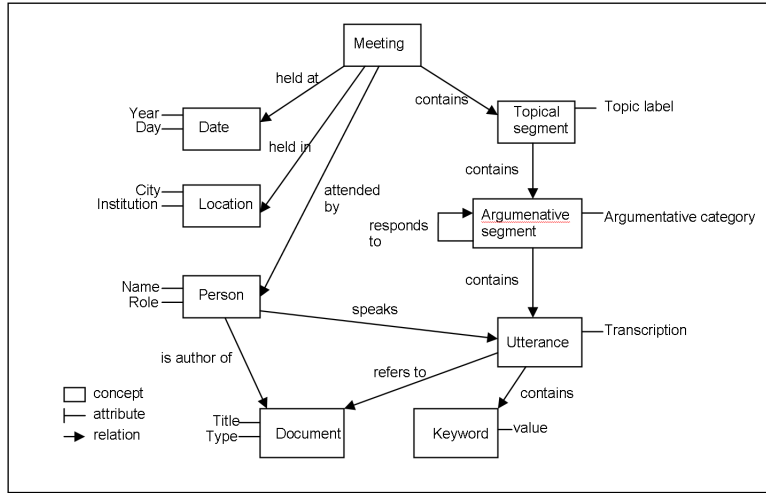 Meeting
held at
contains
Year
Day
Date
Topical
segment
Topic label
held in
contains
City
Institution
Location
attended
by
responds
to
Argumenative
segment
Argumentative category
contains
Name
Role
Person
speaks
Utterance
Transcription
is author of
refers to
contains
concept
attribute
relation
Title
Type
Document
Keyword
value